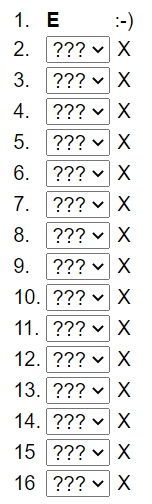 1. E :-)
2. ??? X
3. ??? X
4. ??? X
5. ??? X
6. ??? X
7. ??? X
8. ??? X
9. ??? X
10. ??? X
11. ??? X
12. ??? X
13. ??? X
14. ??? X
15 ??? X
16 ??? X